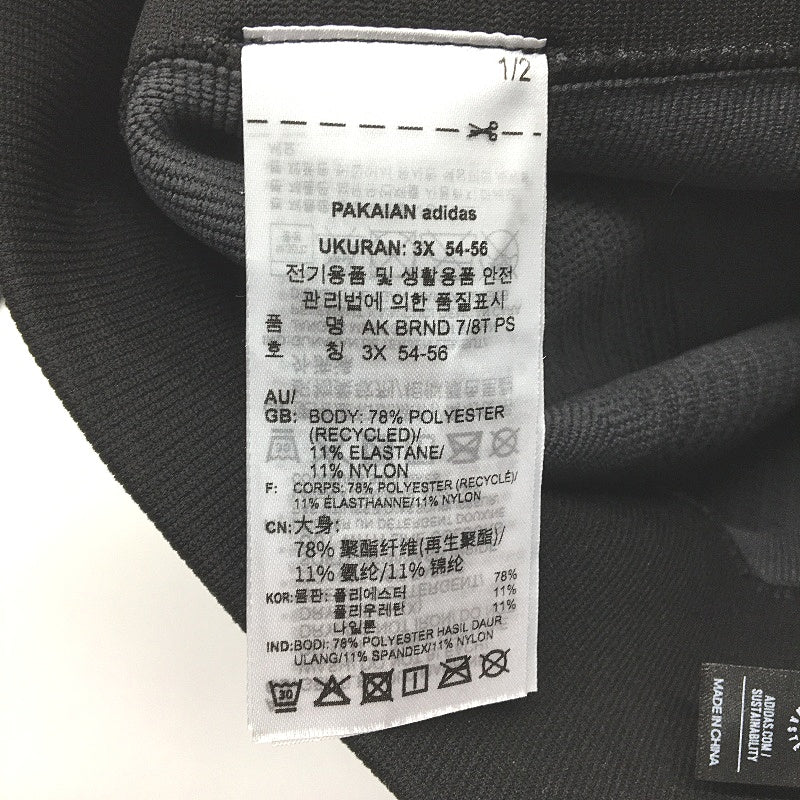 1/2
PAKAIAN adidas
UKURAN: 3X 54-56
전기용품 및 생활용품 안전
관리법에 의한 품질표시
품 명 AK BRND 7/8T PS
호 칭 3X 54-56
AU/
GB: BODY: 78% POLYESTER
(RECYCLED)/
11% ELASTANE/
11% NYLON
F: CORPS: 78% POLYESTER (RECYCLÉ)/
11% ÉLASTHANNE/11% NYLON
CN: 大身:
78% 聚酯纤维(再生聚酯)/
11% 氨纶/11% 锦纶
KOR: 몸판: 폴리에스터 78%
폴리우레탄 11%
나일론 11%
IND: BODI: 78% POLYESTER HASIL DAUR
ULANG/11% SPANDEX/11% NYLON
30
ADIDAS.COM/
SUSTAINABILITY
MADE IN CHINA